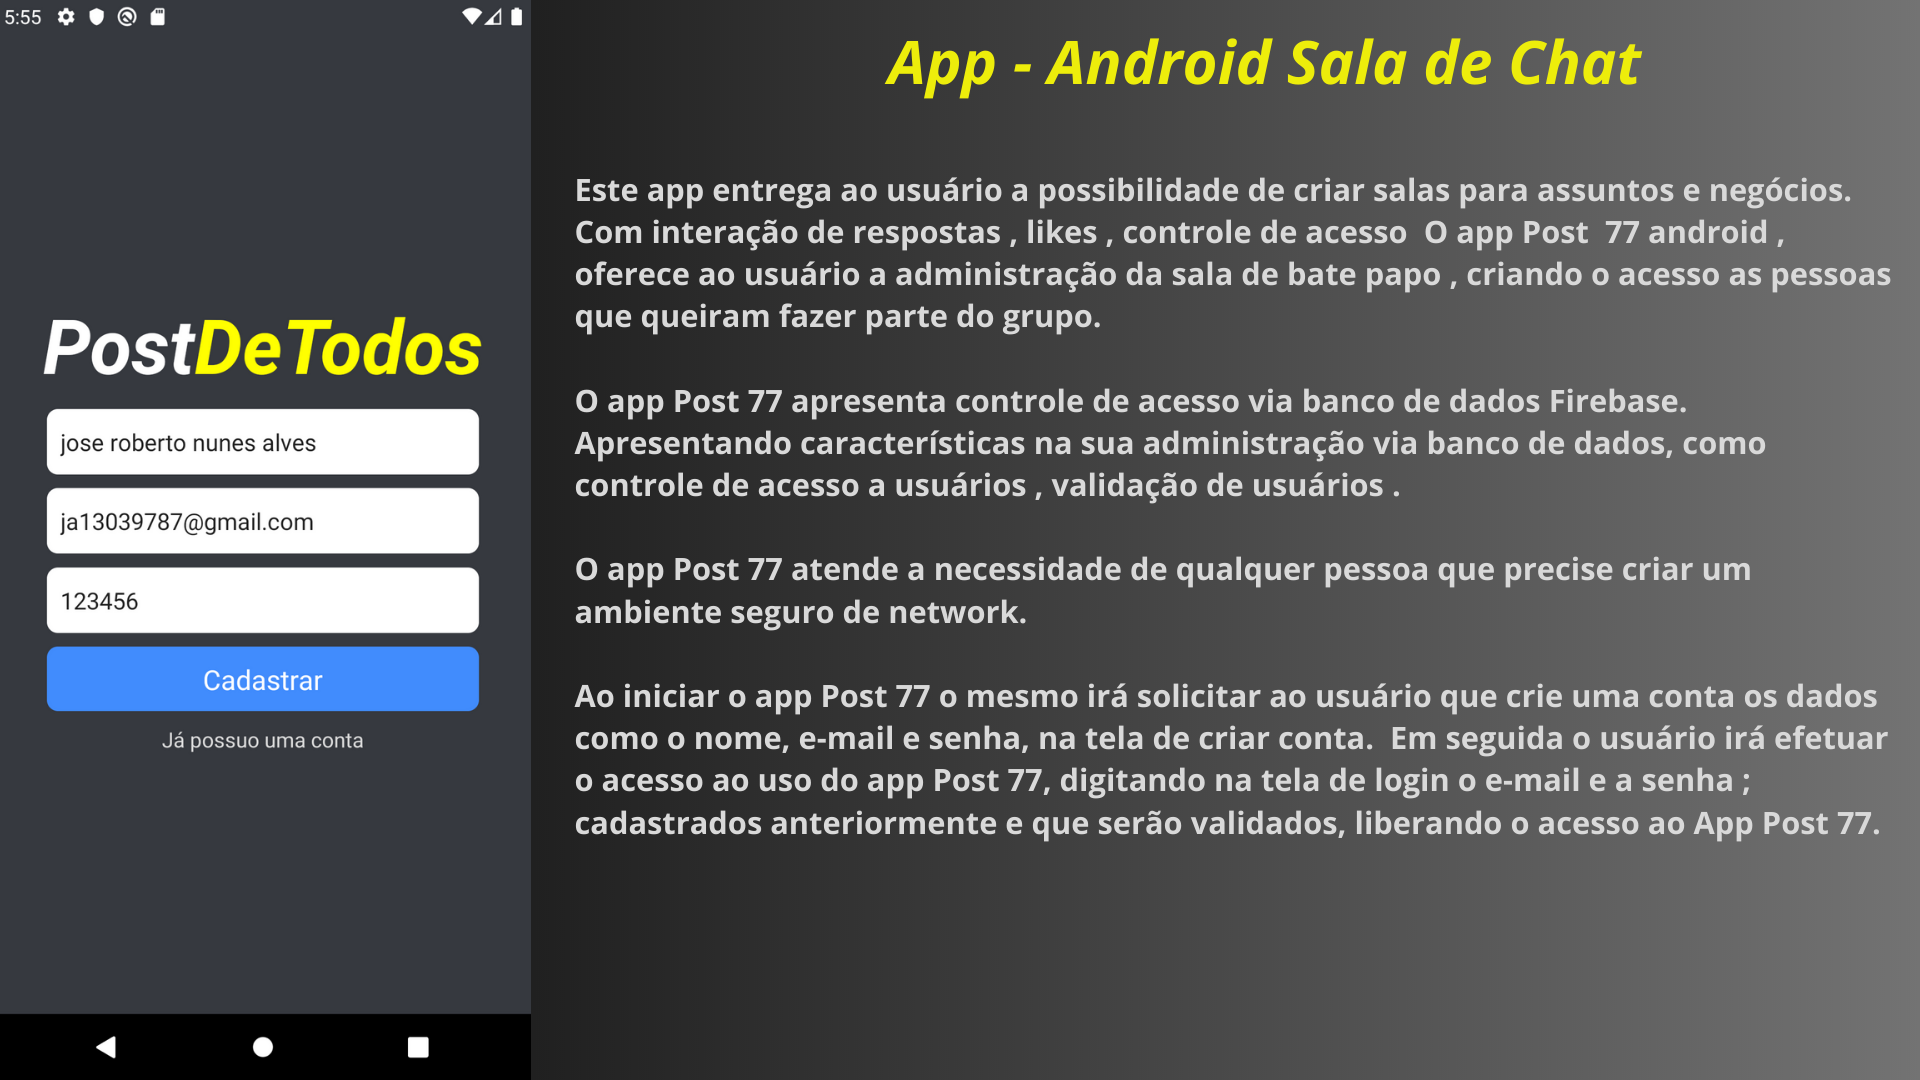 5:55
PostDeTodos
jose roberto nunes alves
ja13039787@gmail.com
123456
Cadastrar
Já possuo uma conta
App - Android Sala de Chat
Este app entrega ao usuário a possibilidade de criar salas para assuntos e negócios.
Com interação de respostas , likes , controle de acesso  O app Post  77 android ,
oferece ao usuário a administração da sala de bate papo , criando o acesso as pessoas
que queiram fazer parte do grupo.
O app Post 77 apresenta controle de acesso via banco de dados Firebase.
Apresentando características na sua administração via banco de dados, como
controle de acesso a usuários , validação de usuários .
O app Post 77 atende a necessidade de qualquer pessoa que precise criar um
ambiente seguro de network.
Ao iniciar o app Post 77 o mesmo irá solicitar ao usuário que crie uma conta os dados
como o nome, e-mail e senha, na tela de criar conta.  Em seguida o usuário irá efetuar
o acesso ao uso do app Post 77, digitando na tela de login o e-mail e a senha ;
cadastrados anteriormente e que serão validados, liberando o acesso ao App Post 77.